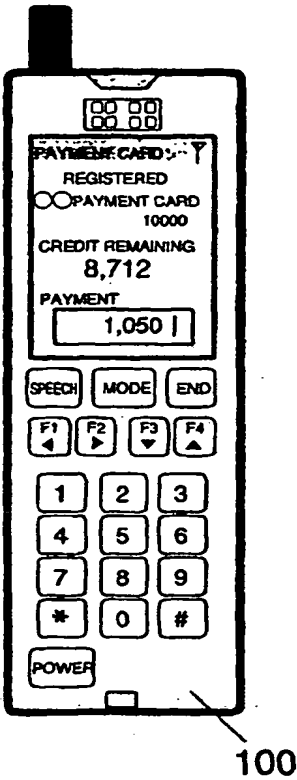 PAYMENT CARD
REGISTERED
○○PAYMENT CARD
10000
CREDIT REMAINING
8,712
PAYMENT
1,050
SPEECH MODE END
F1 F2 F3 F4
1 2 3
4 5 6
7 8 9
* 0 #
POWER
100